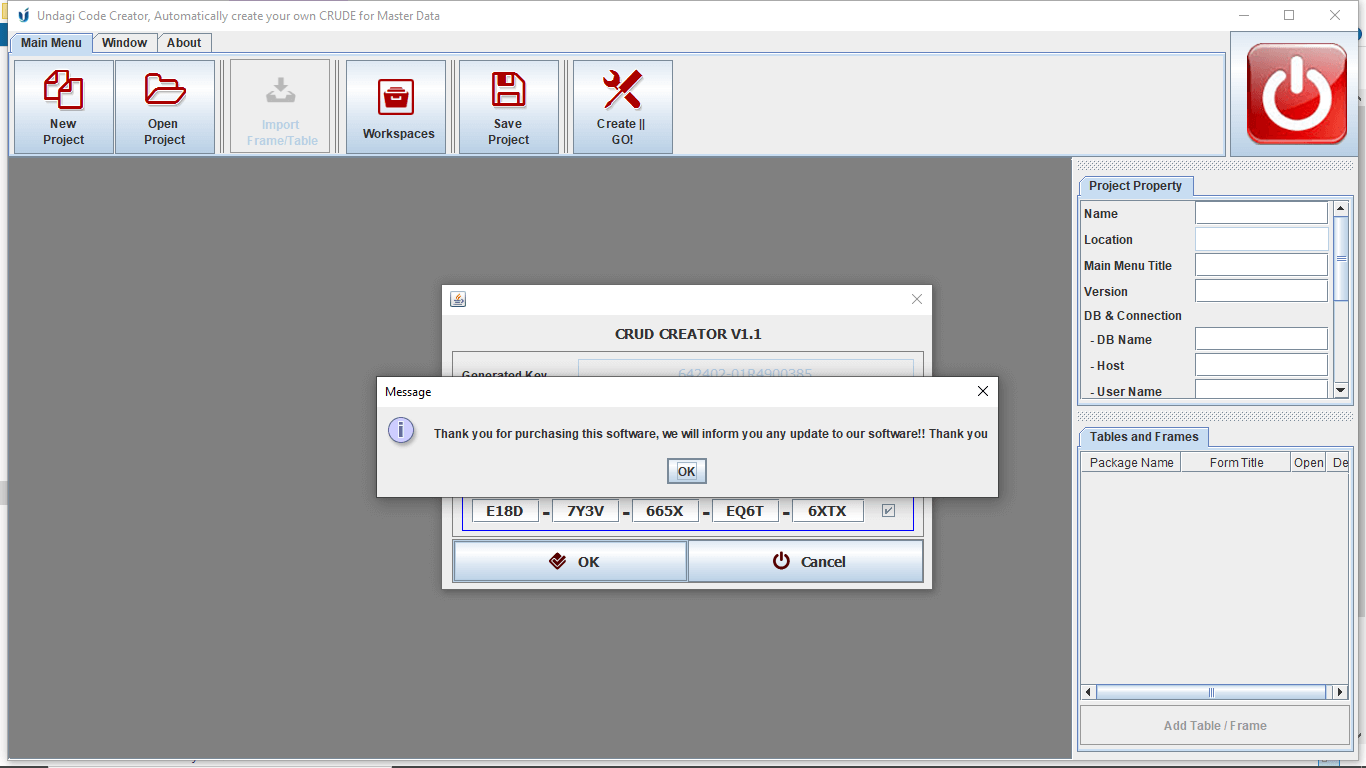 Undagi Code Creator, Automatically create your own CRUDE for Master Data
Main Menu Window About
New Project
Open Project
Import Frame/Table
Workspaces
Save Project
Create || GO!
Project Property
Name
Location
Main Menu Title
Version
DB & Connection
- DB Name
- Host
- User Name
CRUD CREATOR V1.1
Generated Key 642402-01R4900385
Message
Thank you for purchasing this software, we will inform you any update to our software!! Thank you
OK
E18D - 7Y3V - 665X - EQ6T - 6XTX
OK Cancel
Tables and Frames
Package Name Form Title Open De
Add Table / Frame